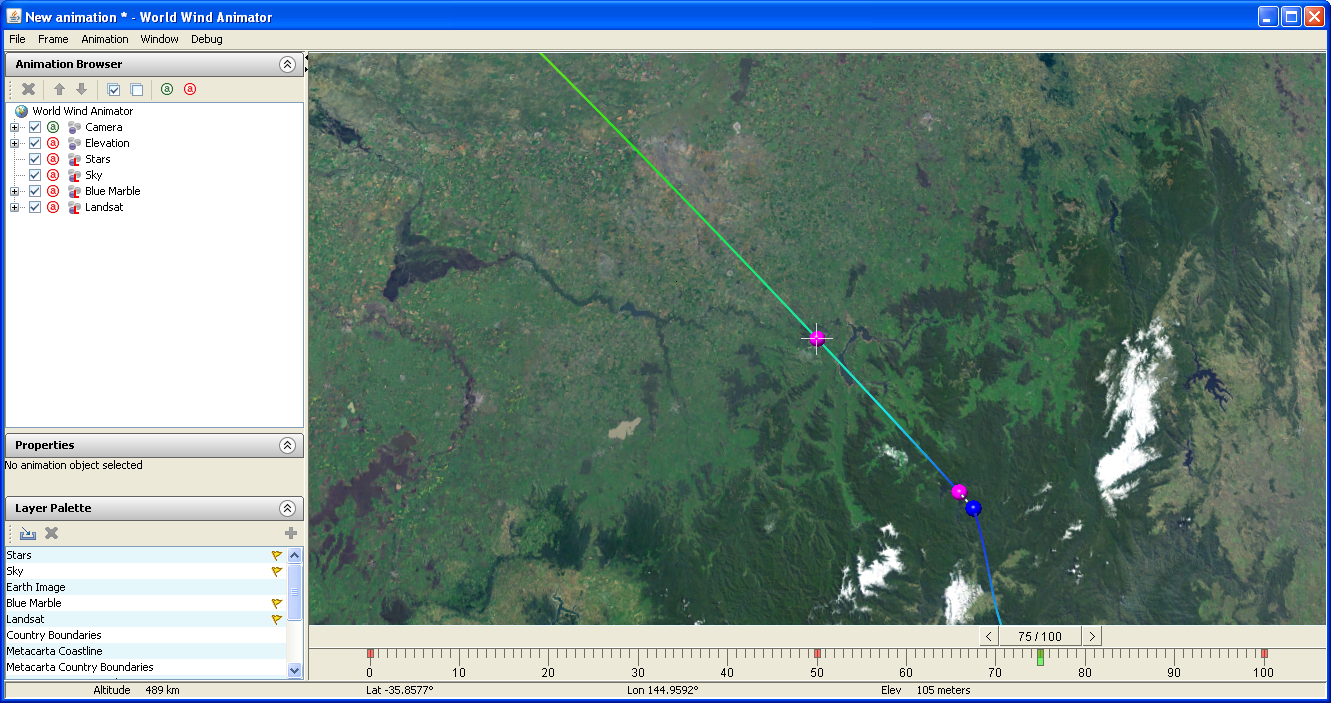 New animation * - World Wind Animator
File Frame Animation Window Debug
Animation Browser
a a
World Wind Animator
a Camera
a Elevation
a Stars
a Sky
a Blue Marble
a Landsat
Properties
No animation object selected
Layer Palette
Stars
Sky
Earth Image
Blue Marble
Landsat
Country Boundaries
Metacarta Coastline
Metacarta Country Boundaries
< 75 / 100 >
0 10 20 30 40 50 60 70 80 90 100
Altitude 489 km Lat -35.8577° Lon 144.9592° Elev 105 meters